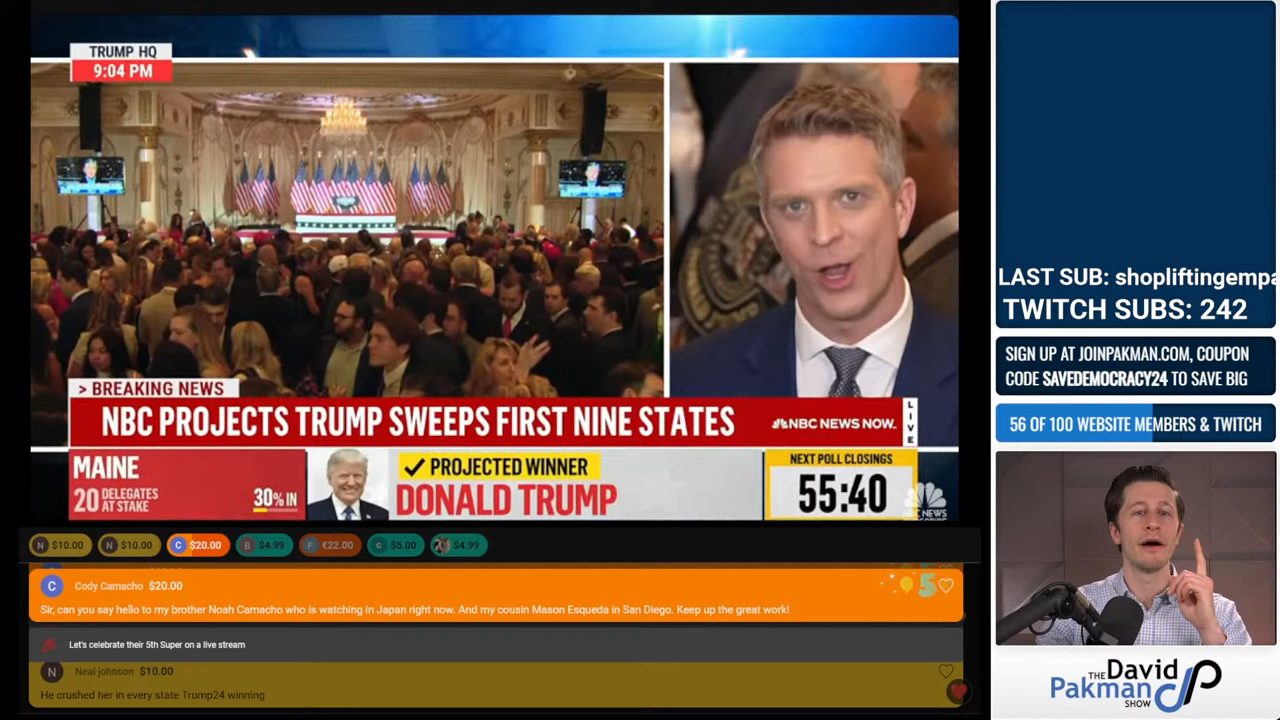 TRUMP HQ
9:04 PM
> BREAKING NEWS
NBC PROJECTS TRUMP SWEEPS FIRST NINE STATES
NBC NEWS NOW.
LIVE
MAINE
20 DELEGATES
AT STAKE
30% IN
PROJECTED WINNER
DONALD TRUMP
NEXT POLL CLOSINGS
55:40
NBC NEWS
N $10.00
N $10.00
C $20.00
B $4.99
F €22.00
C $5.00
$4.99
C Cody Camacho $20.00
5
Sir, can you say hello to my brother Noah Camacho who is watching in Japan right now. And my cousin Mason Esqueda in San Diego. Keep up the great work!
Let's celebrate their 5th Super on a live stream
N Neal johnson $10.00
He crushed her in every state Trump24 winning
LAST SUB: shopliftingempa
TWITCH SUBS: 242
SIGN UP AT JOINPAKMAN.COM, COUPON
CODE SAVEDEMOCRACY24 TO SAVE BIG
56 OF 100 WEBSITE MEMBERS & TWITCH
THE David
Pakman
SHOW